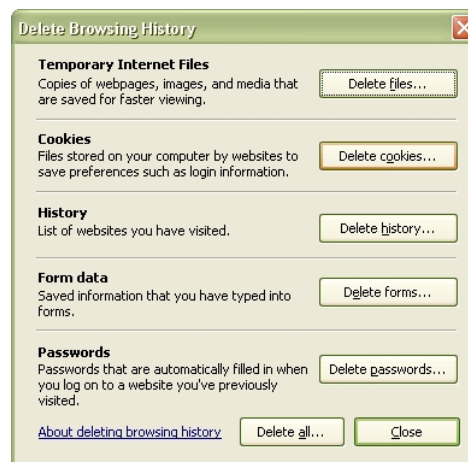 Delete Browsing History
Temporary Internet Files
Copies of webpages, images, and media that
are saved for faster viewing.
Delete files...
Cookies
Files stored on your computer by websites to
save preferences such as login information.
Delete cookies...
History
List of websites you have visited.
Delete history...
Form data
Saved information that you have typed into
forms.
Delete forms...
Passwords
Passwords that are automatically filled in when
you log on to a website you've previously
visited.
Delete passwords...
About deleting browsing history
Delete all...
Close